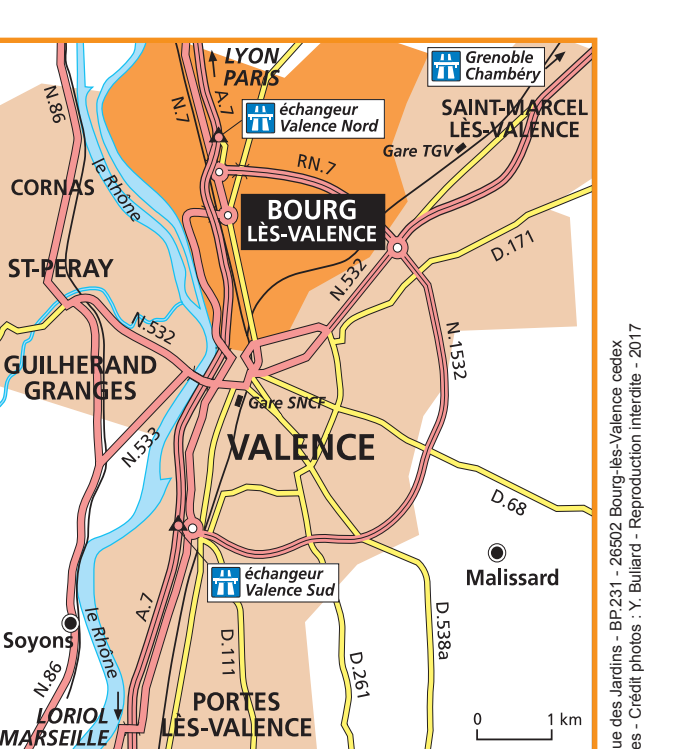 LYON
PARIS
Grenoble
Chambéry
N.86
N.7
A.7
échangeur
Valence Nord
SAINT-MARCEL
LÈS-VALENCE
Gare TGV
RN.7
le Rhône
CORNAS
BOURG
LÈS-VALENCE
D.171
ST-PERAY
N.532
N.532
N.1532
GUILHERAND
GRANGES
Gare SNCF
VALENCE
N.533
D.68
Malissard
échangeur
Valence Sud
A.7
le Rhône
Soyons
D.111
D.261
D.538a
N.86
PORTES
LÈS-VALENCE
LORIOL
MARSEILLE
0 1 km
ue des Jardins - BP.231 - 26502 Bourg-lès-Valence cedex
es - Crédit photos : Y. Buliard - Reproduction interdite - 2017